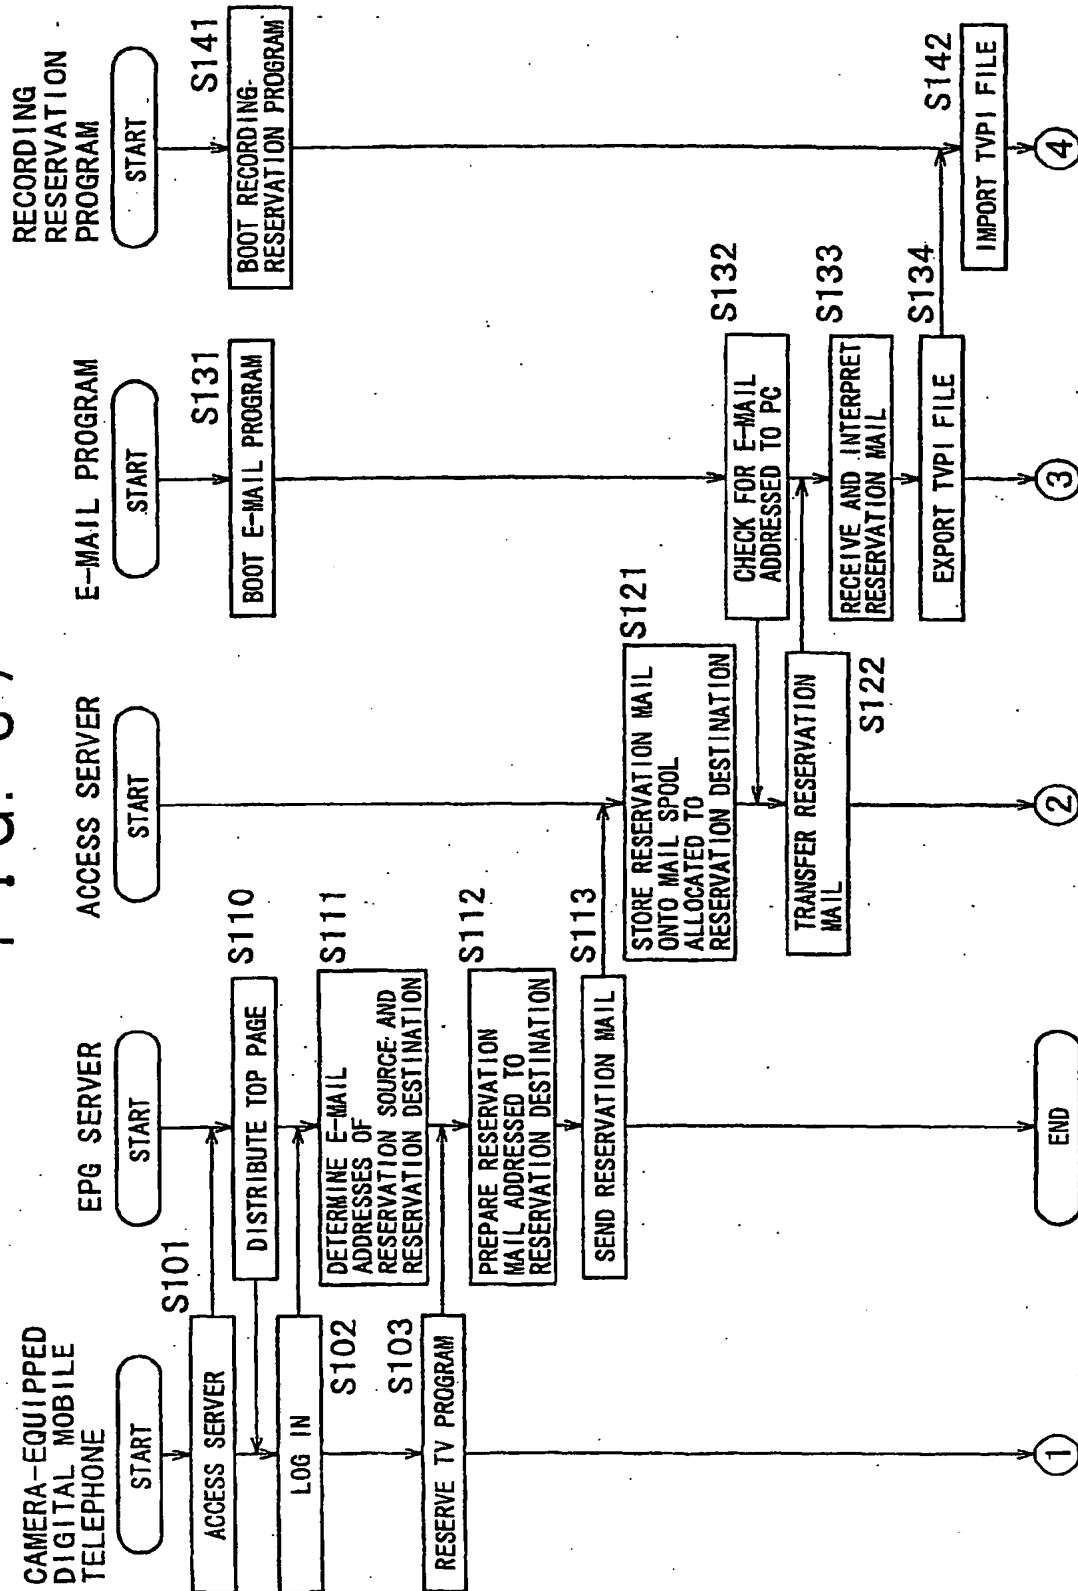 CAMERA-EQUIPPED
DIGITAL MOBILE
TELEPHONE
START
ACCESS SERVER
S101
LOG IN
S102
S103
RESERVE TV PROGRAM
1
EPG SERVER
START
S110
DISTRIBUTE TOP PAGE
S111
DETERMINE E-MAIL
ADDRESSES OF
RESERVATION SOURCE AND
RESERVATION DESTINATION
S112
PREPARE RESERVATION
MAIL ADDRESSED TO
RESERVATION DESTINATION
S113
SEND RESERVATION MAIL
END
ACCESS SERVER
START
S121
STORE RESERVATION MAIL
ONTO MAIL SPOOL
ALLOCATED TO
RESERVATION DESTINATION
TRANSFER RESERVATION
MAIL
S122
2
E-MAIL PROGRAM
START
S131
BOOT E-MAIL PROGRAM
S132
CHECK FOR E-MAIL
ADDRESSED TO PC
S133
RECEIVE AND INTERPRET
RESERVATION MAIL
S134
EXPORT TVPI FILE
3
RECORDING
RESERVATION
PROGRAM
START
S141
BOOT RECORDING-
RESERVATION PROGRAM
S142
IMPORT TVPI FILE
4